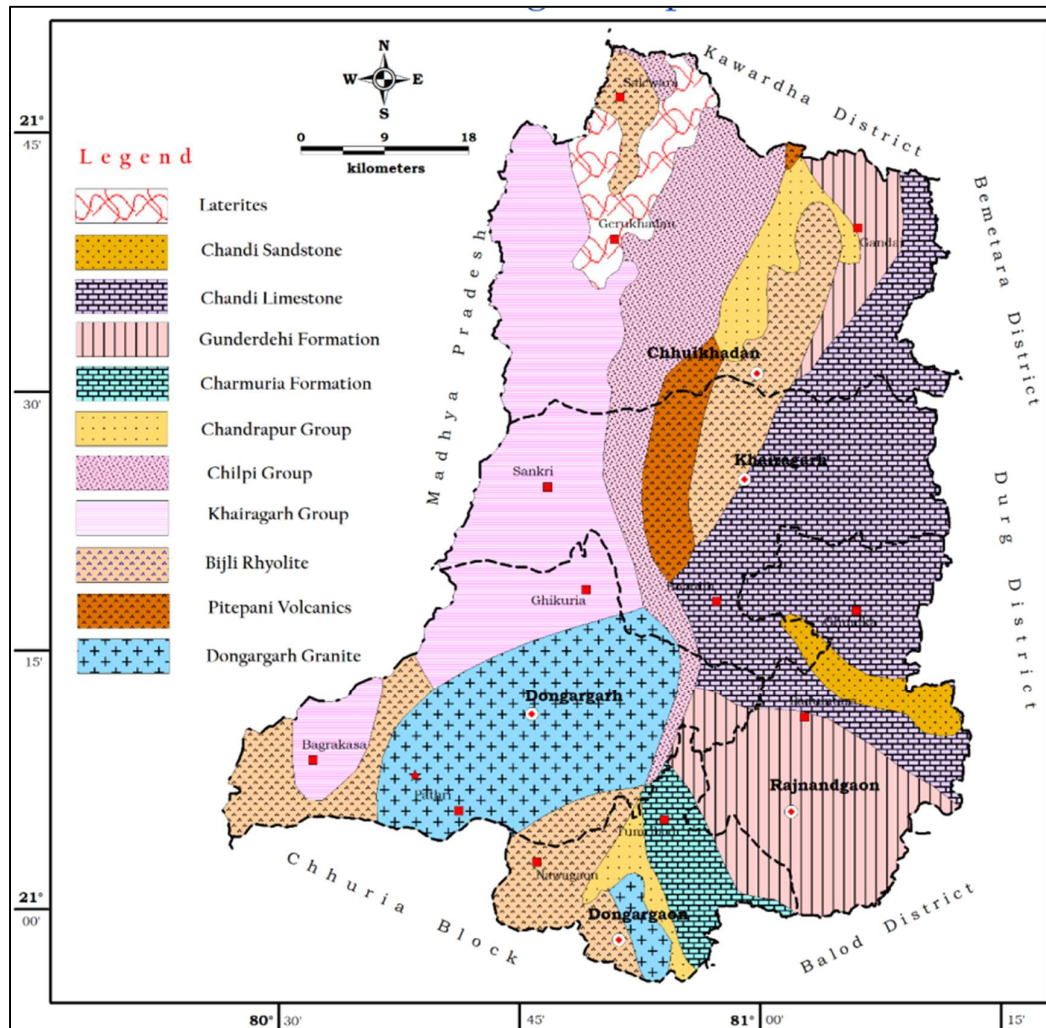 N
W E
S
0 9 18
kilometers
Legend
Laterites
Chandi Sandstone
Chandi Limestone
Gunderdehi Formation
Charmuria Formation
Chandrapur Group
Chilpi Group
Khairagarh Group
Bijli Rhyolite
Pitepani Volcanics
Dongargarh Granite
Kawardha District
Bemetara District
Durg District
Balod District
Chhuria Block
Madhya Pradesh
Salewara
Gerukhadan
Gandai
Chhuikhadan
Khairagarh
Sankri
Ghikuria
Dongargarh
Bagrakasa
Pathri
Rajnandgaon
Nawagaon
Dongargaon
21°
45'
30'
15'
21°
00'
80° 30'
45'
81° 00'
15'